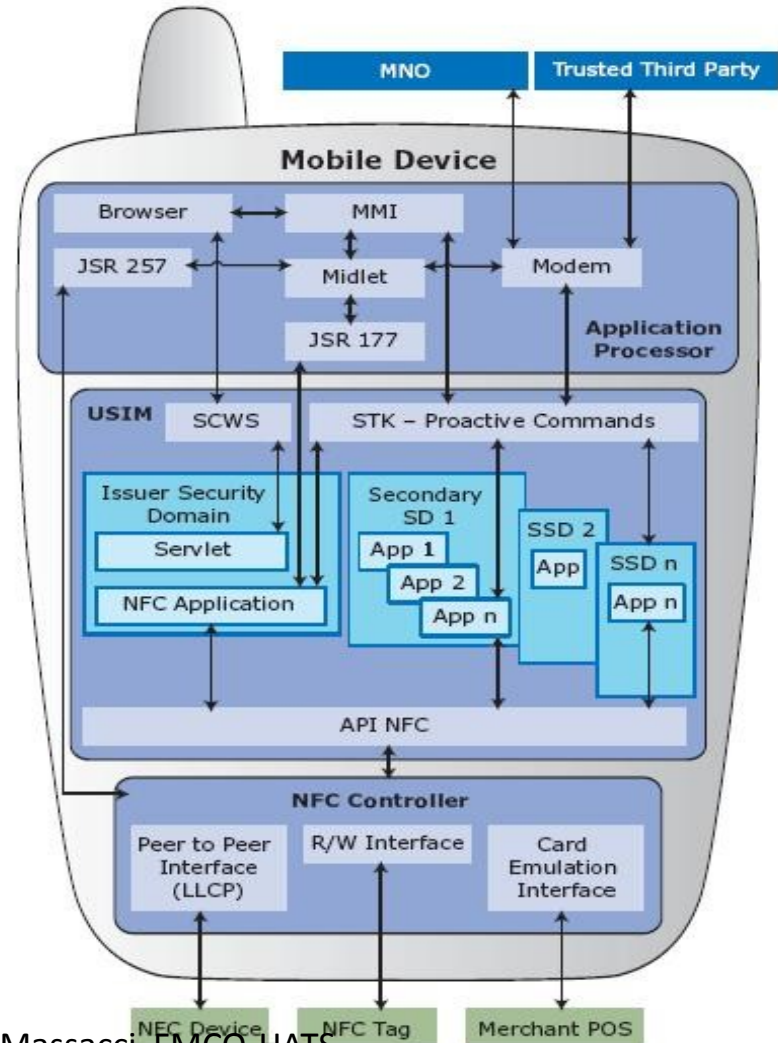 MNO
Trusted Third Party
Mobile Device
Browser
MMI
JSR 257
Midlet
Modem
JSR 177
Application
Processor
USIM
SCWS
STK – Proactive Commands
Issuer Security
Domain
Servlet
NFC Application
Secondary
SD 1
App 1
App 2
App n
SSD 2
App
SSD n
App n
API NFC
NFC Controller
Peer to Peer
Interface
(LLCP)
R/W Interface
Card
Emulation
Interface
NFC Device
NFC Tag
Merchant POS
Massacci